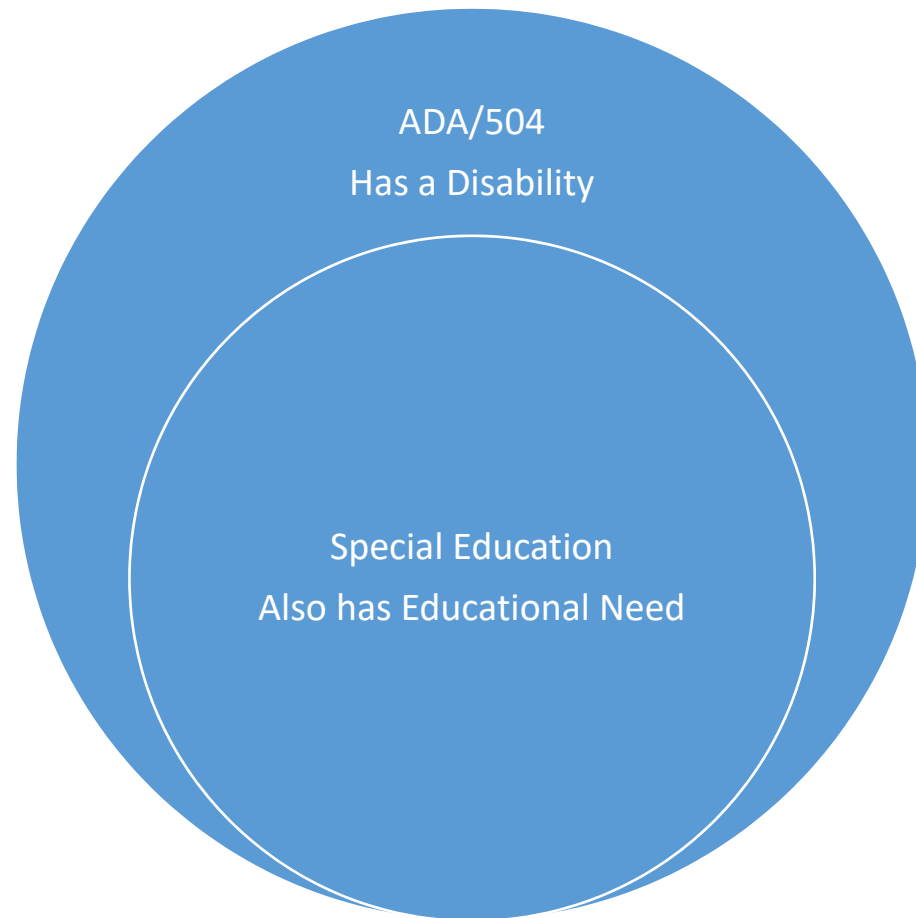 ADA/504
Has a Disability
Special Education
Also has Educational Need